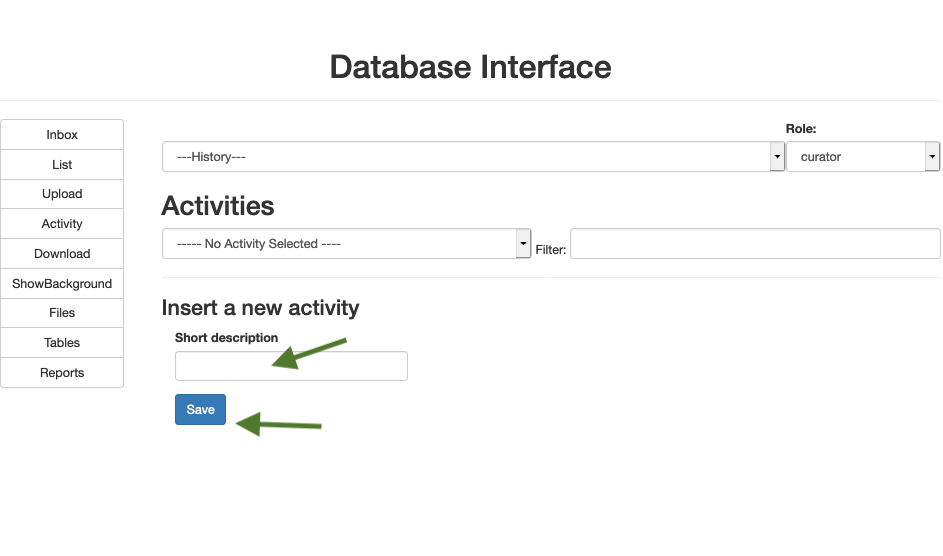 Database Interface
Inbox
List
Upload
Activity
Download
ShowBackground
Files
Tables
Reports
Role:
---History---
curator
Activities
----- No Activity Selected ----
Filter:
Insert a new activity
Short description
Save